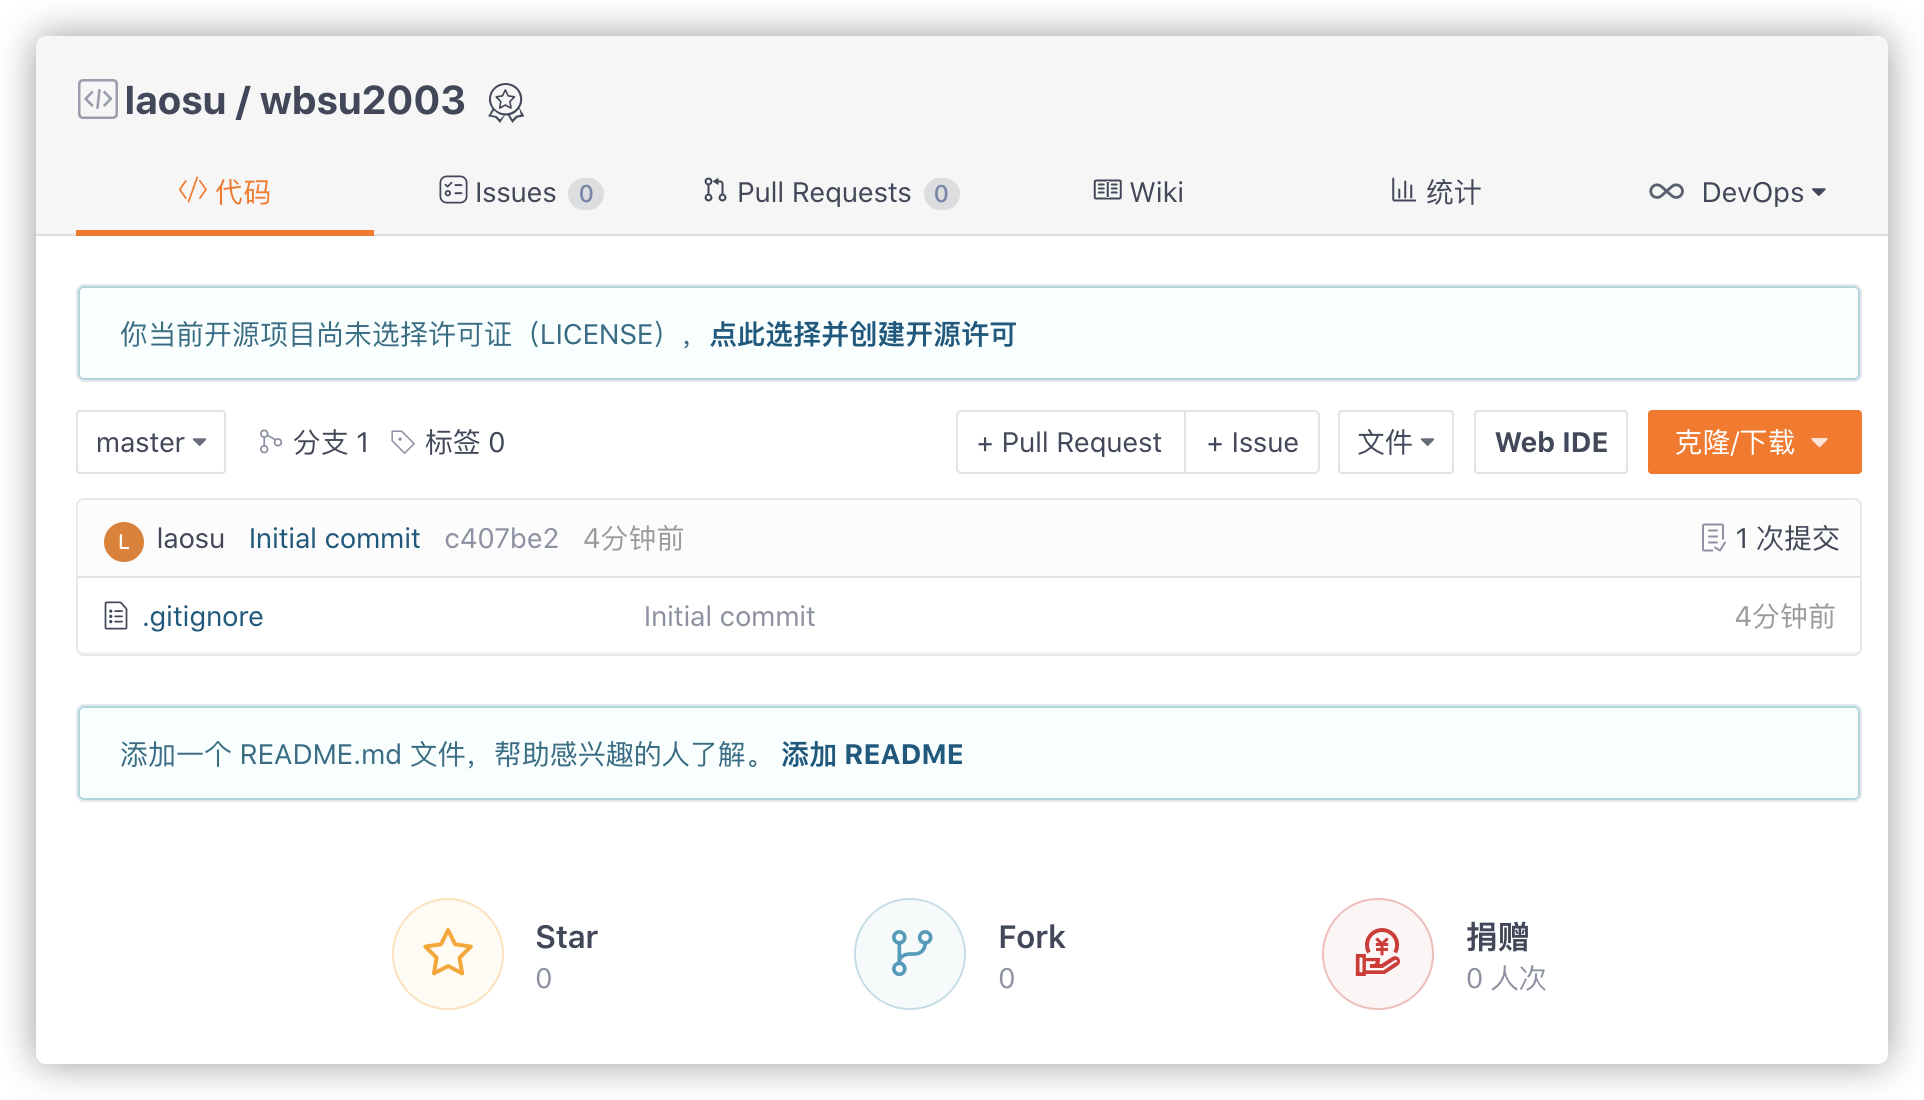 laosu / wbsu2003
代码 Issues 0 Pull Requests 0 Wiki 统计 DevOps
你当前开源项目尚未选择许可证（LICENSE），点此选择并创建开源许可
master 分支 1 标签 0 + Pull Request + Issue 文件 Web IDE 克隆/下载
L laosu Initial commit c407be2 4分钟前 1 次提交
.gitignore Initial commit 4分钟前
添加一个 README.md 文件，帮助感兴趣的人了解。 添加 README
Star Fork 捐赠
0 0 0 人次